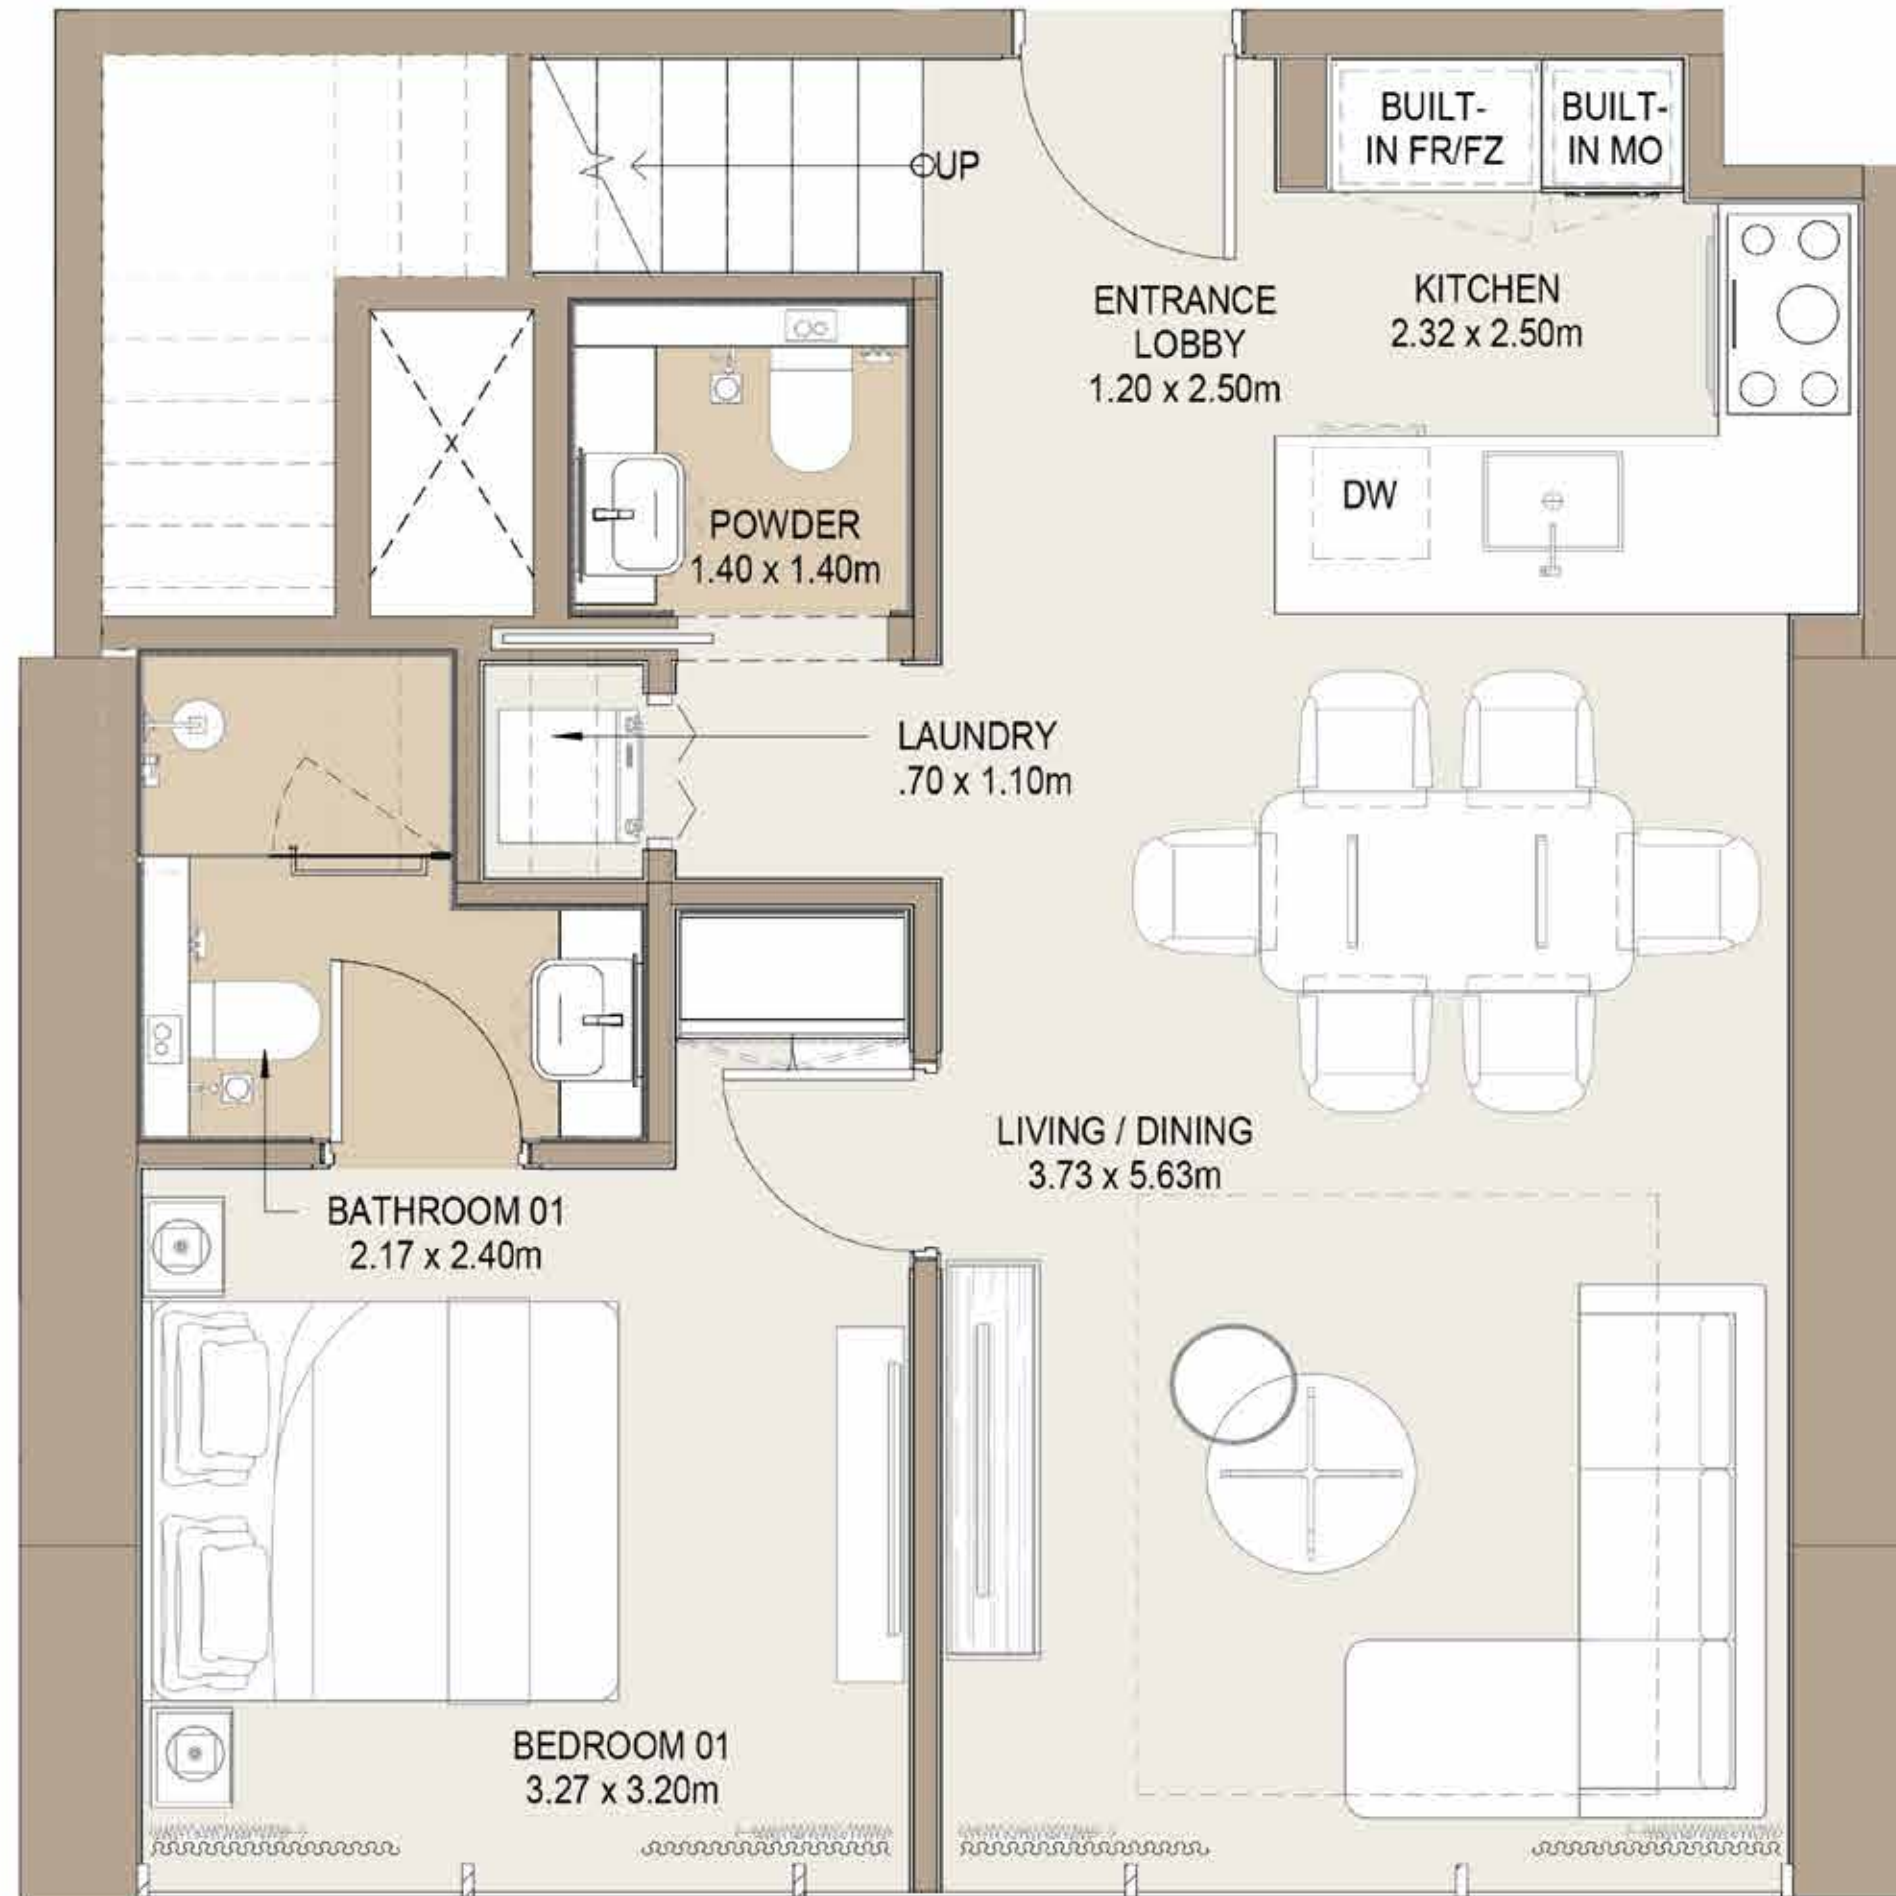 BUILT-
IN FR/FZ
BUILT-
IN MO
UP
ENTRANCE
LOBBY
1.20 x 2.50m
KITCHEN
2.32 x 2.50m
DW
POWDER
1.40 x 1.40m
LAUNDRY
.70 x 1.10m
LIVING / DINING
3.73 x 5.63m
BATHROOM 01
2.17 x 2.40m
BEDROOM 01
3.27 x 3.20m